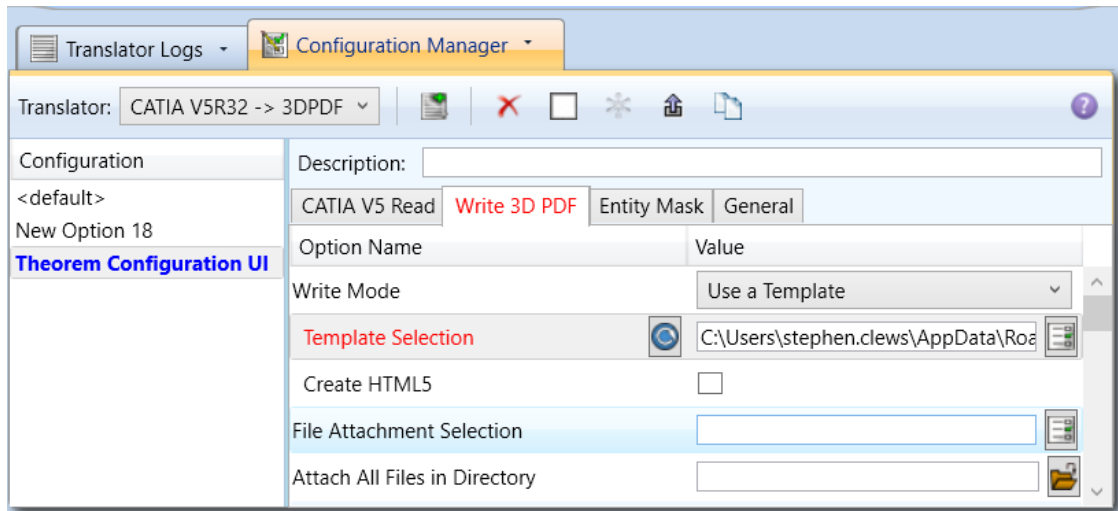 Translator Logs
Configuration Manager
Translator: CATIA V5R32 -> 3DPDF
?
Configuration
<default>
New Option 18
Theorem Configuration UI
Description:
CATIA V5 Read Write 3D PDF Entity Mask General
Option Name Value
Write Mode Use a Template
Template Selection C:\Users\stephen.clews\AppData\Roa
Create HTML5
File Attachment Selection
Attach All Files in Directory